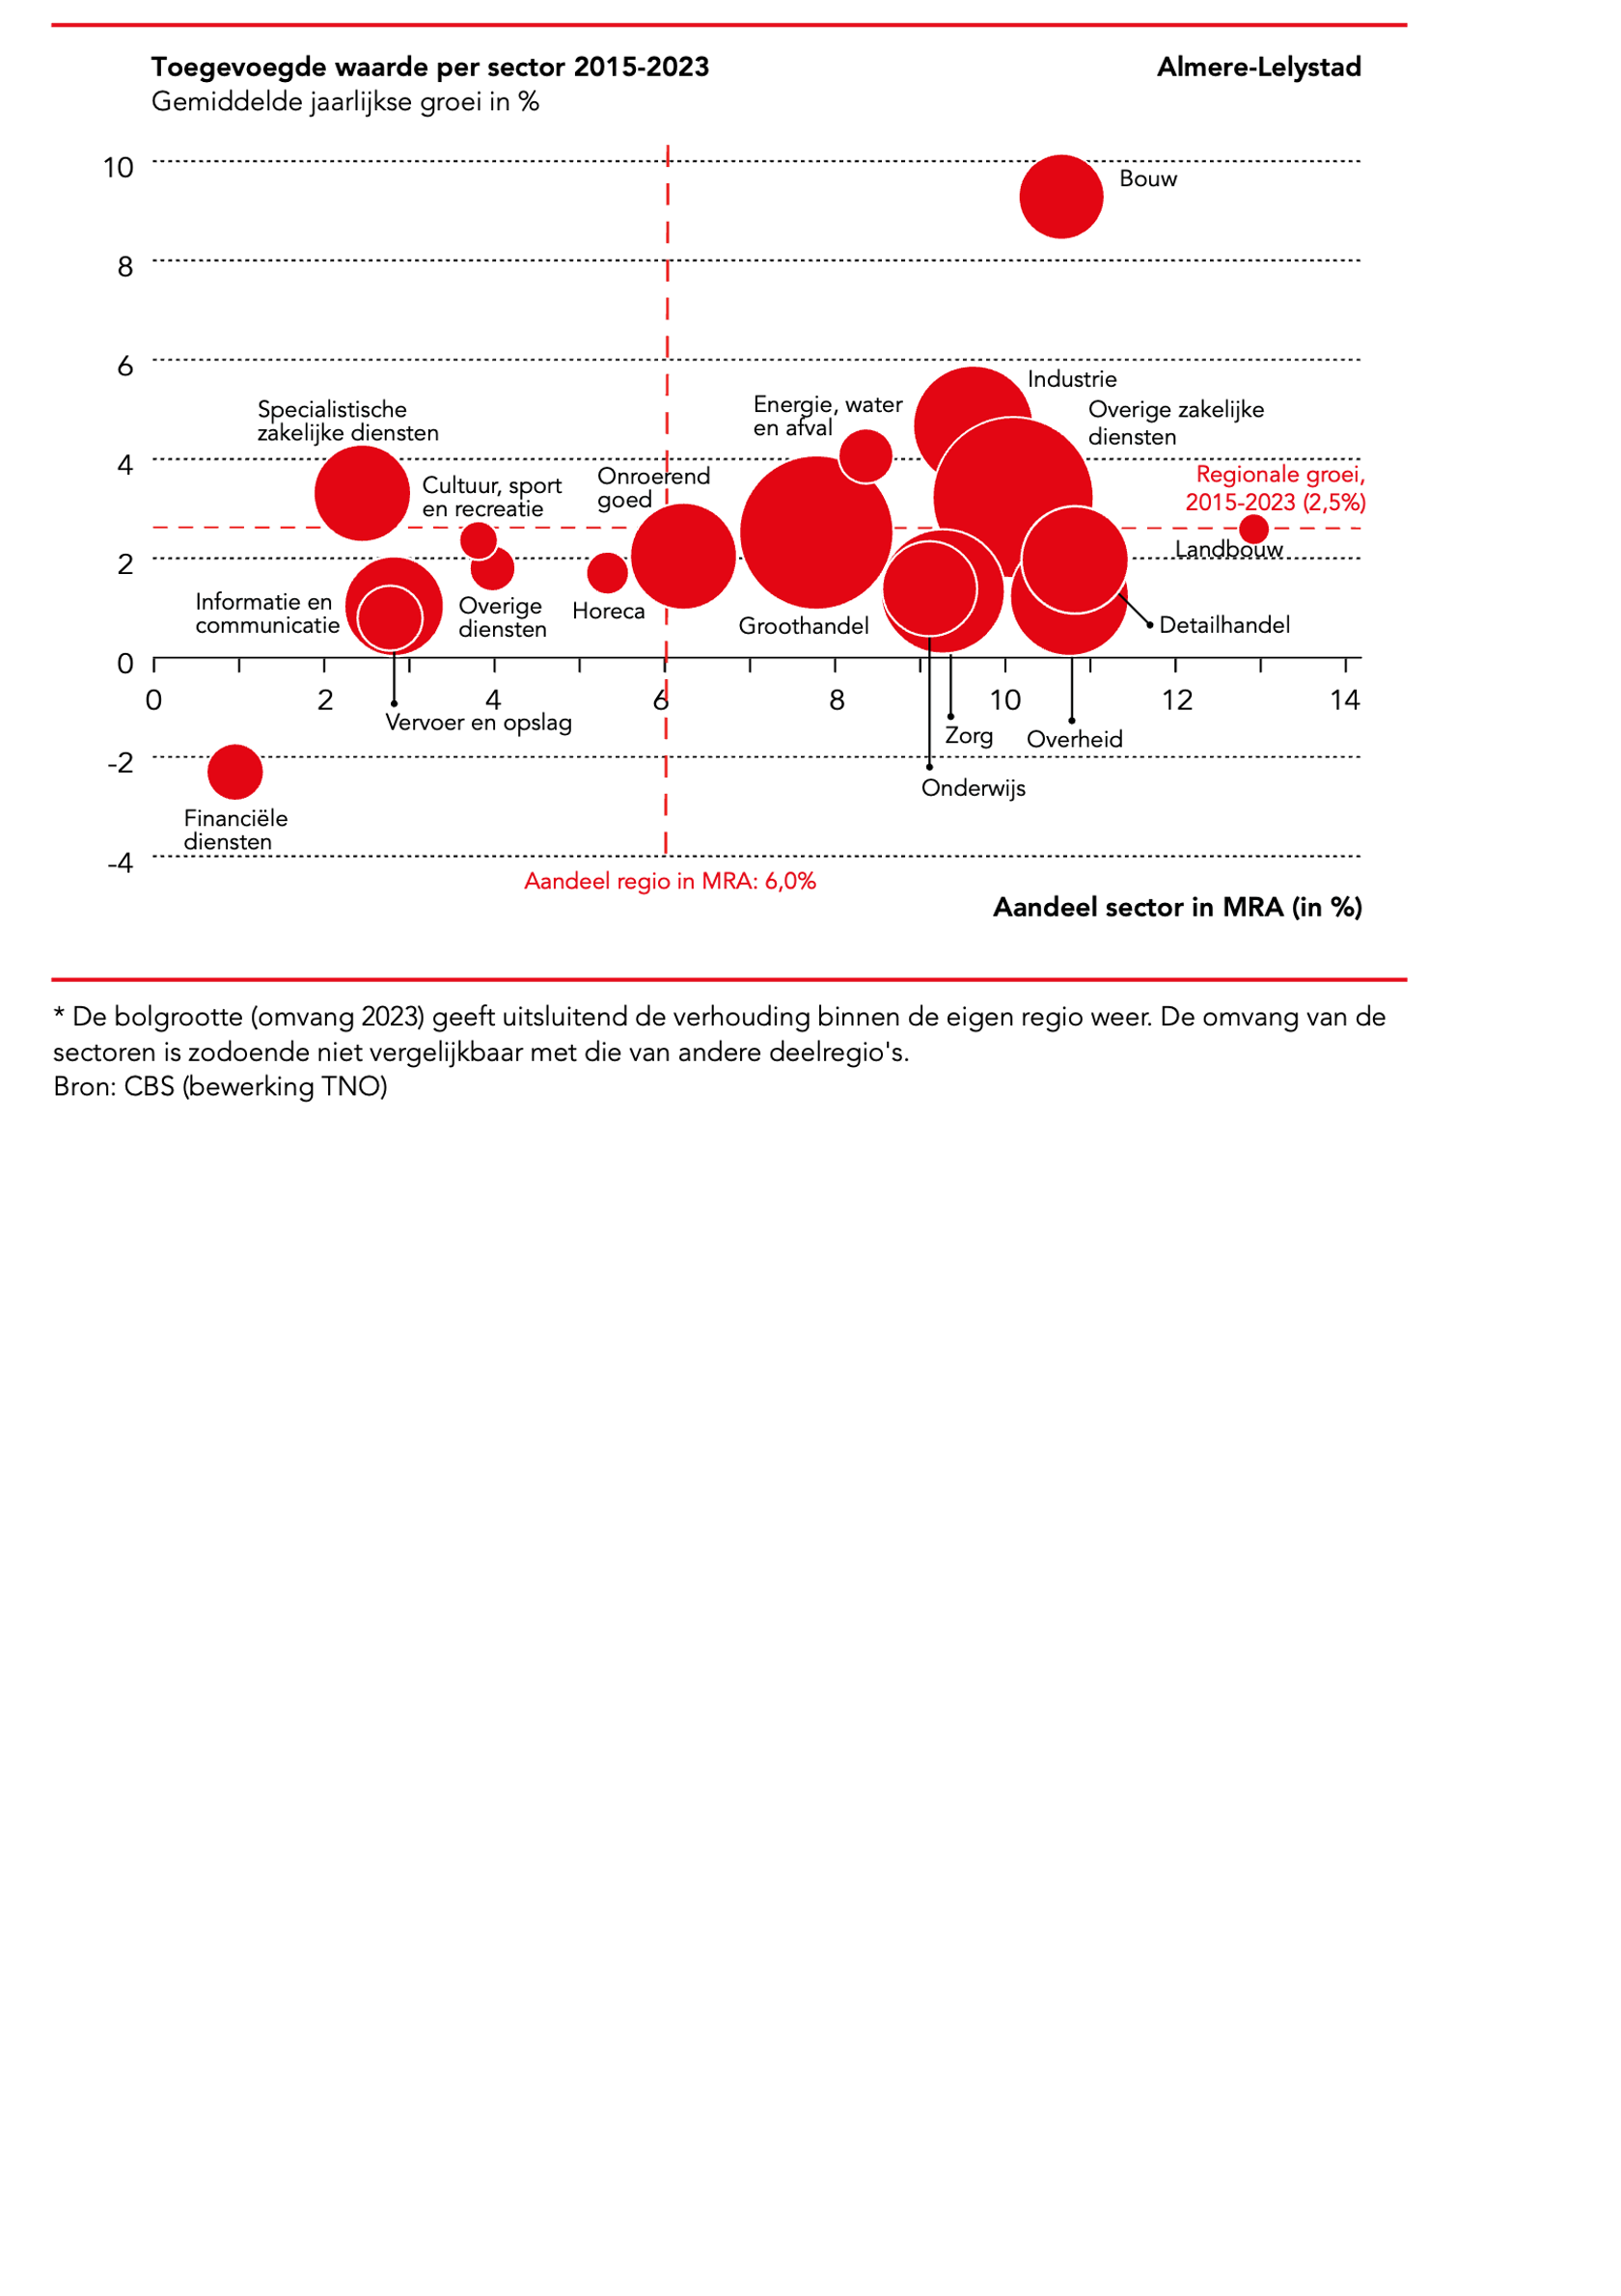 Toegevoegde waarde per sector 2015-2023
Almere-Lelystad
Gemiddelde jaarlijkse groei in %
10
Bouw
8
6
Industrie
Energie, water
en afval
Overige zakelijke
diensten
Specialistische
zakelijke diensten
4
Regionale groei,
2015-2023 (2,5%)
Onroerend
goed
Cultuur, sport
en recreatie
2
Landbouw
Informatie en
communicatie
Overige
diensten
Horeca
Groothandel
Detailhandel
0
0
2
4
6
8
10
12
14
Vervoer en opslag
Zorg
Overheid
-2
Onderwijs
Financiële
diensten
-4
Aandeel regio in MRA: 6,0%
Aandeel sector in MRA (in %)
* De bolgrootte (omvang 2023) geeft uitsluitend de verhouding binnen de eigen regio weer. De omvang van de
sectoren is zodoende niet vergelijkbaar met die van andere deelregio's.
Bron: CBS (bewerking TNO)